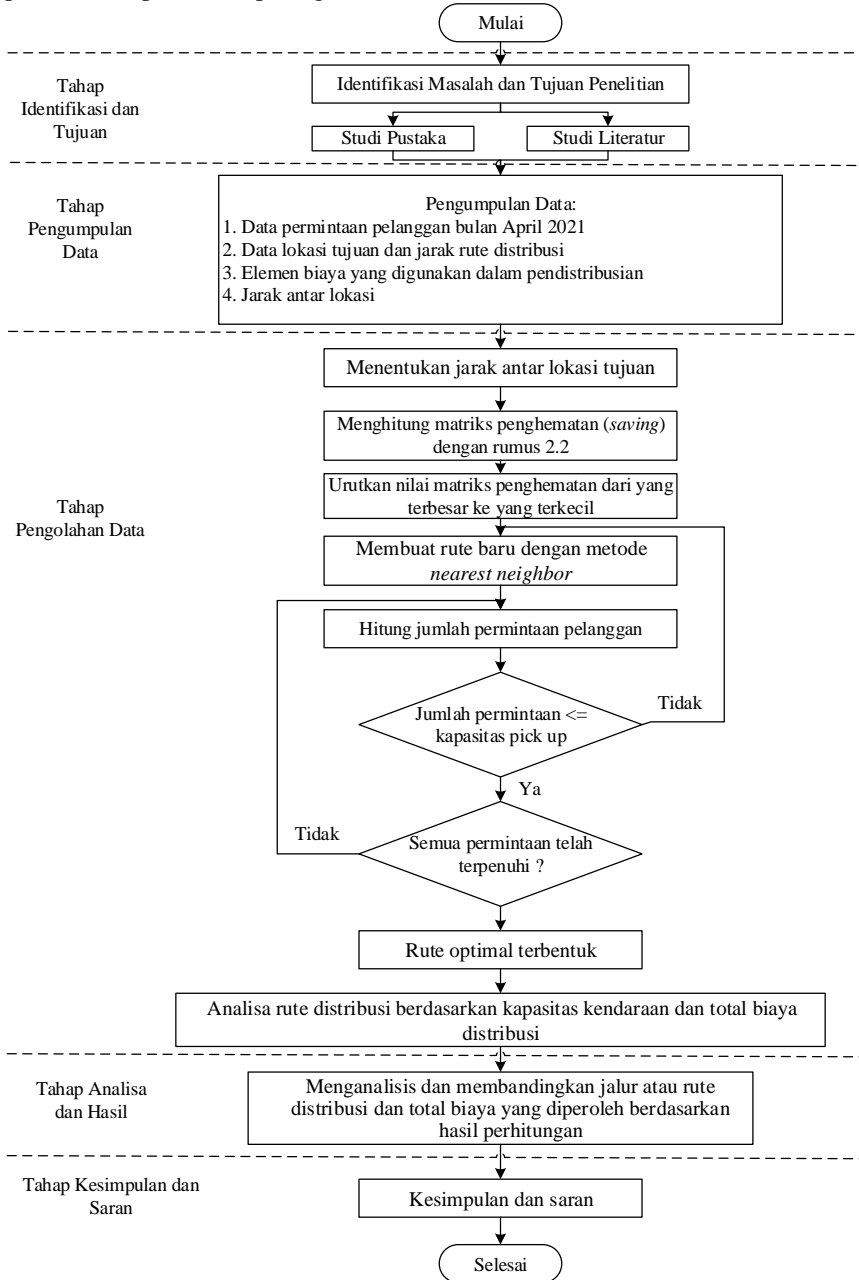 Mulai
Tahap
Identifikasi dan
Tujuan
Identifikasi Masalah dan Tujuan Penelitian
Studi Pustaka
Studi Literatur
Tahap
Pengumpulan
Data
Pengumpulan Data:
1. Data permintaan pelanggan bulan April 2021
2. Data lokasi tujuan dan jarak rute distribusi
3. Elemen biaya yang digunakan dalam pendistribusian
4. Jarak antar lokasi
Tahap
Pengolahan Data
Menentukan jarak antar lokasi tujuan
Menghitung matriks penghematan (saving)
dengan rumus 2.2
Urutkan nilai matriks penghematan dari yang
terbesar ke yang terkecil
Membuat rute baru dengan metode
nearest neighbor
Hitung jumlah permintaan pelanggan
Jumlah permintaan <=
kapasitas pick up
Tidak
Ya
Semua permintaan telah
terpenuhi ?
Tidak
Rute optimal terbentuk
Analisa rute distribusi berdasarkan kapasitas kendaraan dan total biaya
distribusi
Tahap Analisa
dan Hasil
Menganalisis dan membandingkan jalur atau rute
distribusi dan total biaya yang diperoleh berdasarkan
hasil perhitungan
Tahap Kesimpulan dan
Saran
Kesimpulan dan saran
Selesai